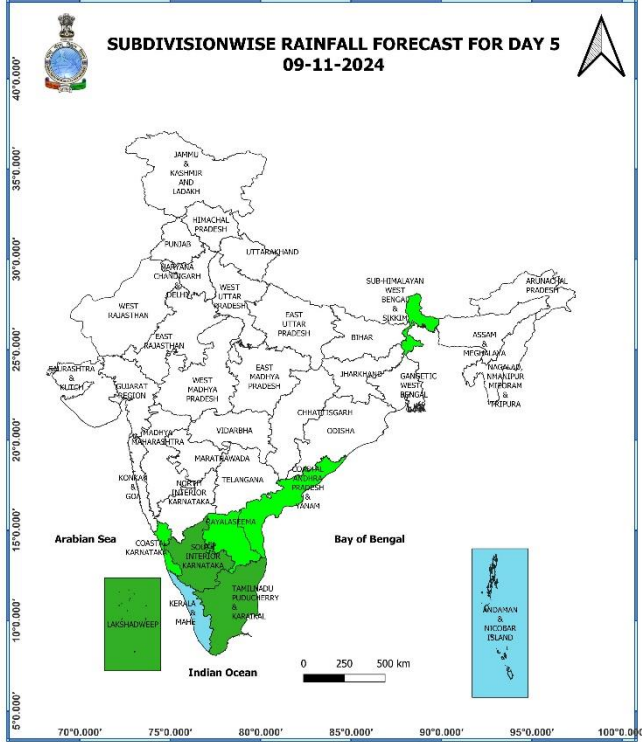 SUBDIVISIONWISE RAINFALL FORECAST FOR DAY 5
09-11-2024
40°0.000'
35°0.000'
30°0.000'
25°0.000'
20°0.000'
15°0.000'
10°0.000'
5°0.000'
JAMMU
&
KASHMIR
AND
LADAKH
HIMACHAL
PRADESH
PUNJAB
UTTARAKHAND
HARYANA
CHANDIGARH
&
DELHI
WEST
UTTAR
PRADESH
WEST
RAJASTHAN
EAST
RAJASTHAN
EAST
UTTAR
PRADESH
SUB-HIMALAYAN
WEST
BENGAL
&
SIKKIM
ARUNACHAL
PRADESH
BIHAR
ASSAM
&
MEGHALAYA
NAGALAD,
MANIPUR
MIZORAM
&
TRIPURA
SAURASHTRA
&
KUTCH
GUJARAT
REGION
WEST
MADHYA
PRADESH
EAST
MADHYA
PRADESH
JHARKHAND
GANGETIC
WEST
BENGAL
CHHATTISGARH
ODISHA
MADHYA
MAHARASHTRA
VIDARBHA
MARATHWADA
KONKAN
&
GOA
NORTH
INTERIOR
KARNATAKA
TELANGANA
COASTAL
ANDHRA
PRADESH
&
YANAM
RAYALASEEMA
COASTAL
KARNATAKA
SOUTH
INTERIOR
KARNATAKA
Arabian Sea
Bay of Bengal
LAKSHADWEEP
KERALA
&
MAHE
TAMILNADU
PUDUCHERRY
&
KARAIKAL
ANDAMAN
&
NICOBAR
ISLAND
Indian Ocean
0 250 500 km
70°0.000' 75°0.000' 80°0.000' 85°0.000' 90°0.000' 95°0.000'